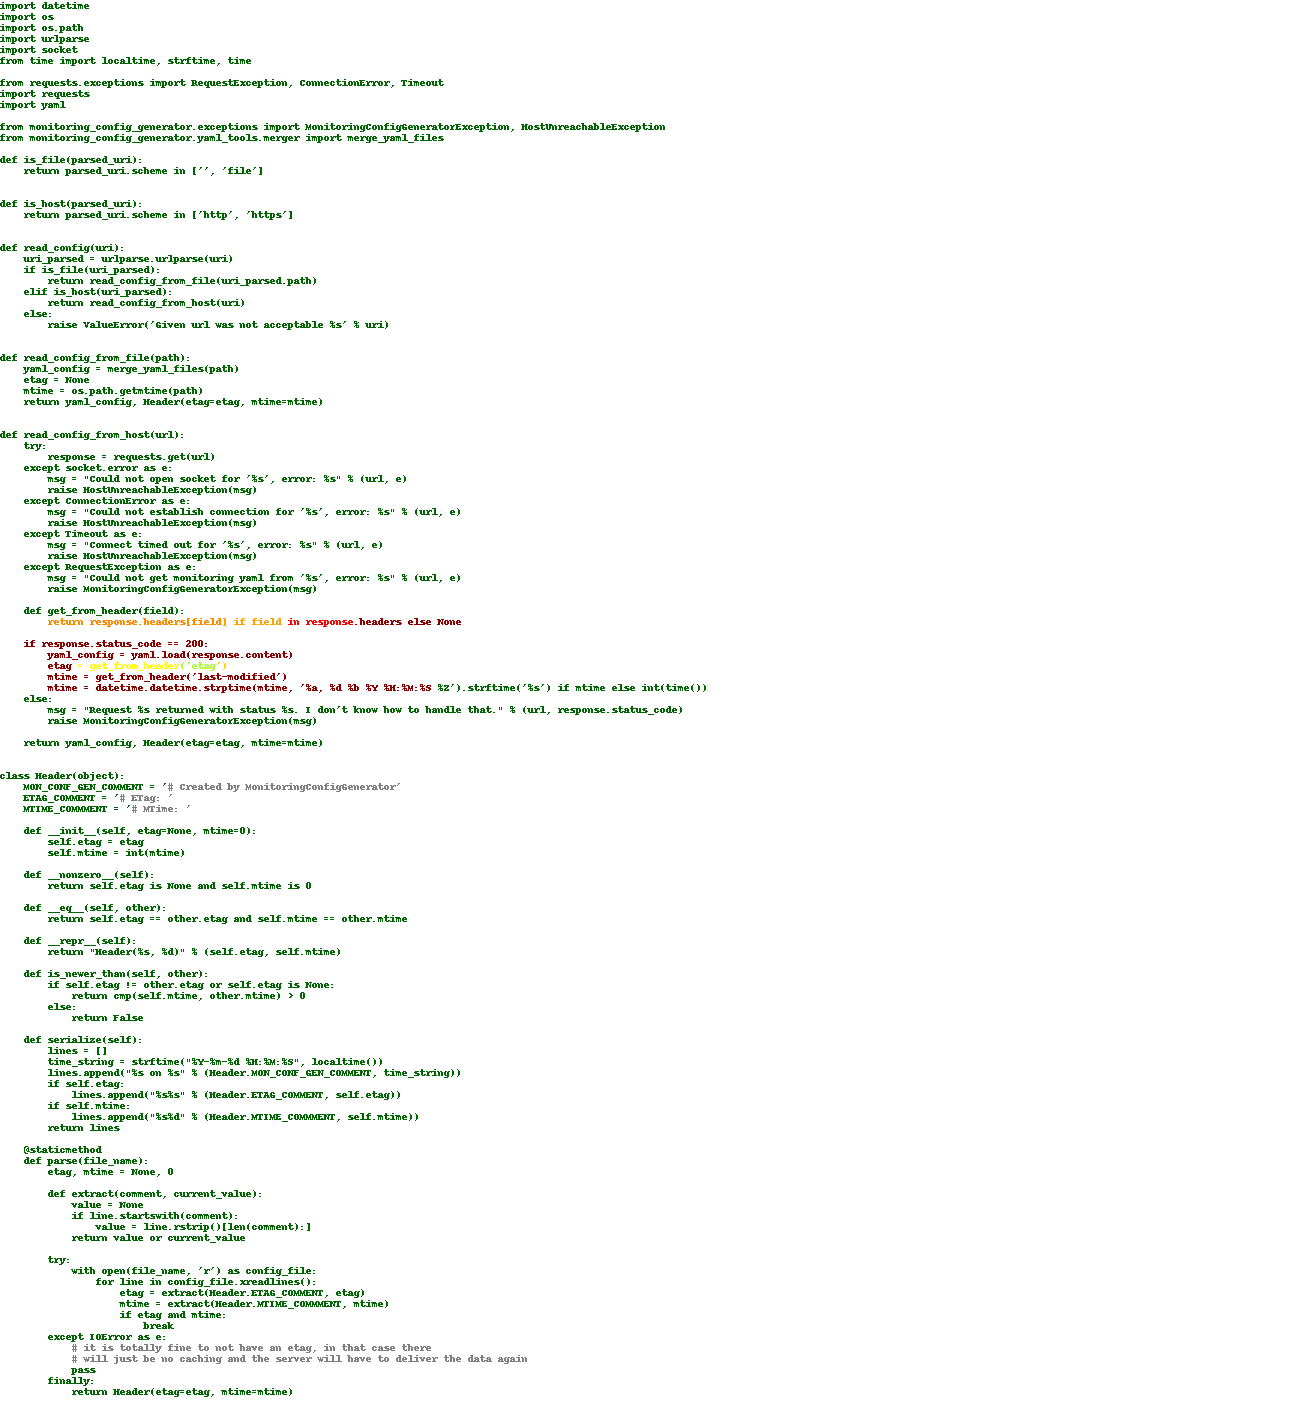 import datetime
import os
import os.path
import urlparse
import socket
from time import localtime, strftime, time

from requests.exceptions import RequestException, ConnectionError, Timeout
import requests
import yaml

from monitoring_config_generator.exceptions import MonitoringConfigGeneratorException, HostUnreachableException
from monitoring_config_generator.yaml_tools.merger import merge_yaml_files

def is_file(parsed_uri):
    return parsed_uri.scheme in ['', 'file']


def is_host(parsed_uri):
    return parsed_uri.scheme in ['http', 'https']


def read_config(uri):
    uri_parsed = urlparse.urlparse(uri)
    if is_file(uri_parsed):
        return read_config_from_file(uri_parsed.path)
    elif is_host(uri_parsed):
        return read_config_from_host(uri)
    else:
        raise ValueError('Given url was not acceptable %s' % uri)


def read_config_from_file(path):
    yaml_config = merge_yaml_files(path)
    etag = None
    mtime = os.path.getmtime(path)
    return yaml_config, Header(etag=etag, mtime=mtime)


def read_config_from_host(url):
    try:
        response = requests.get(url)
    except socket.error as e:
        msg = "Could not open socket for '%s', error: %s" % (url, e)
        raise HostUnreachableException(msg)
    except ConnectionError as e:
        msg = "Could not establish connection for '%s', error: %s" % (url, e)
        raise HostUnreachableException(msg)
    except Timeout as e:
        msg = "Connect timed out for '%s', error: %s" % (url, e)
        raise HostUnreachableException(msg)
    except RequestException as e:
        msg = "Could not get monitoring yaml from '%s', error: %s" % (url, e)
        raise MonitoringConfigGeneratorException(msg)

    def get_from_header(field):
        return response.headers[field] if field in response.headers else None

    if response.status_code == 200:
        yaml_config = yaml.load(response.content)
        etag = get_from_header('etag')
        mtime = get_from_header('last-modified')
        mtime = datetime.datetime.strptime(mtime, '%a, %d %b %Y %H:%M:%S %Z').strftime('%s') if mtime else int(time())
    else:
        msg = "Request %s returned with status %s. I don't know how to handle that." % (url, response.status_code)
        raise MonitoringConfigGeneratorException(msg)

    return yaml_config, Header(etag=etag, mtime=mtime)


class Header(object):
    MON_CONF_GEN_COMMENT = '# Created by MonitoringConfigGenerator'
    ETAG_COMMENT = '# ETag: '
    MTIME_COMMMENT = '# MTime: '

    def __init__(self, etag=None, mtime=0):
        self.etag = etag
        self.mtime = int(mtime)

    def __nonzero__(self):
        return self.etag is None and self.mtime is 0

    def __eq__(self, other):
        return self.etag == other.etag and self.mtime == other.mtime

    def __repr__(self):
        return "Header(%s, %d)" % (self.etag, self.mtime)

    def is_newer_than(self, other):
        if self.etag != other.etag or self.etag is None:
            return cmp(self.mtime, other.mtime) > 0
        else:
            return False

    def serialize(self):
        lines = []
        time_string = strftime("%Y-%m-%d %H:%M:%S", localtime())
        lines.append("%s on %s" % (Header.MON_CONF_GEN_COMMENT, time_string))
        if self.etag:
            lines.append("%s%s" % (Header.ETAG_COMMENT, self.etag))
        if self.mtime:
            lines.append("%s%d" % (Header.MTIME_COMMMENT, self.mtime))
        return lines

    @staticmethod
    def parse(file_name):
        etag, mtime = None, 0

        def extract(comment, current_value):
            value = None
            if line.startswith(comment):
                value = line.rstrip()[len(comment):]
            return value or current_value

        try:
            with open(file_name, 'r') as config_file:
                for line in config_file.xreadlines():
                    etag = extract(Header.ETAG_COMMENT, etag)
                    mtime = extract(Header.MTIME_COMMMENT, mtime)
                    if etag and mtime:
                        break
        except IOError as e:
            # it is totally fine to not have an etag, in that case there
            # will just be no caching and the server will have to deliver the data again
            pass
        finally:
            return Header(etag=etag, mtime=mtime)